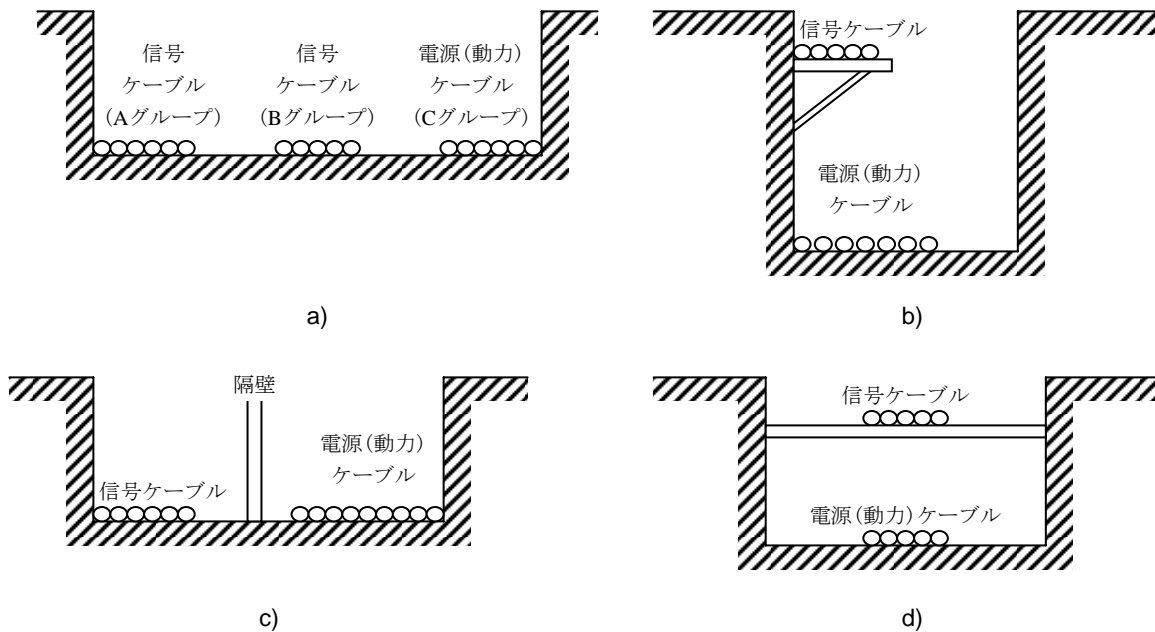 信号
ケーブル
(Aグループ)
信号
ケーブル
(Bグループ)
電源(動力)
ケーブル
(Cグループ)
a)
信号ケーブル
電源(動力)
ケーブル
b)
隔壁
信号ケーブル
電源(動力)
ケーブル
c)
信号ケーブル
電源(動力)ケーブル
d)